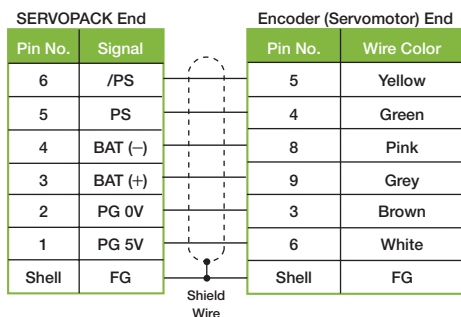 SERVOPACK End Encoder (Servomotor) End
Pin No. Signal Pin No. Wire Color
6 /PS 5 Yellow
5 PS 4 Green
4 BAT (−) 8 Pink
3 BAT (+) 9 Grey
2 PG 0V 3 Brown
1 PG 5V 6 White
Shell FG Shell FG
Shield
Wire